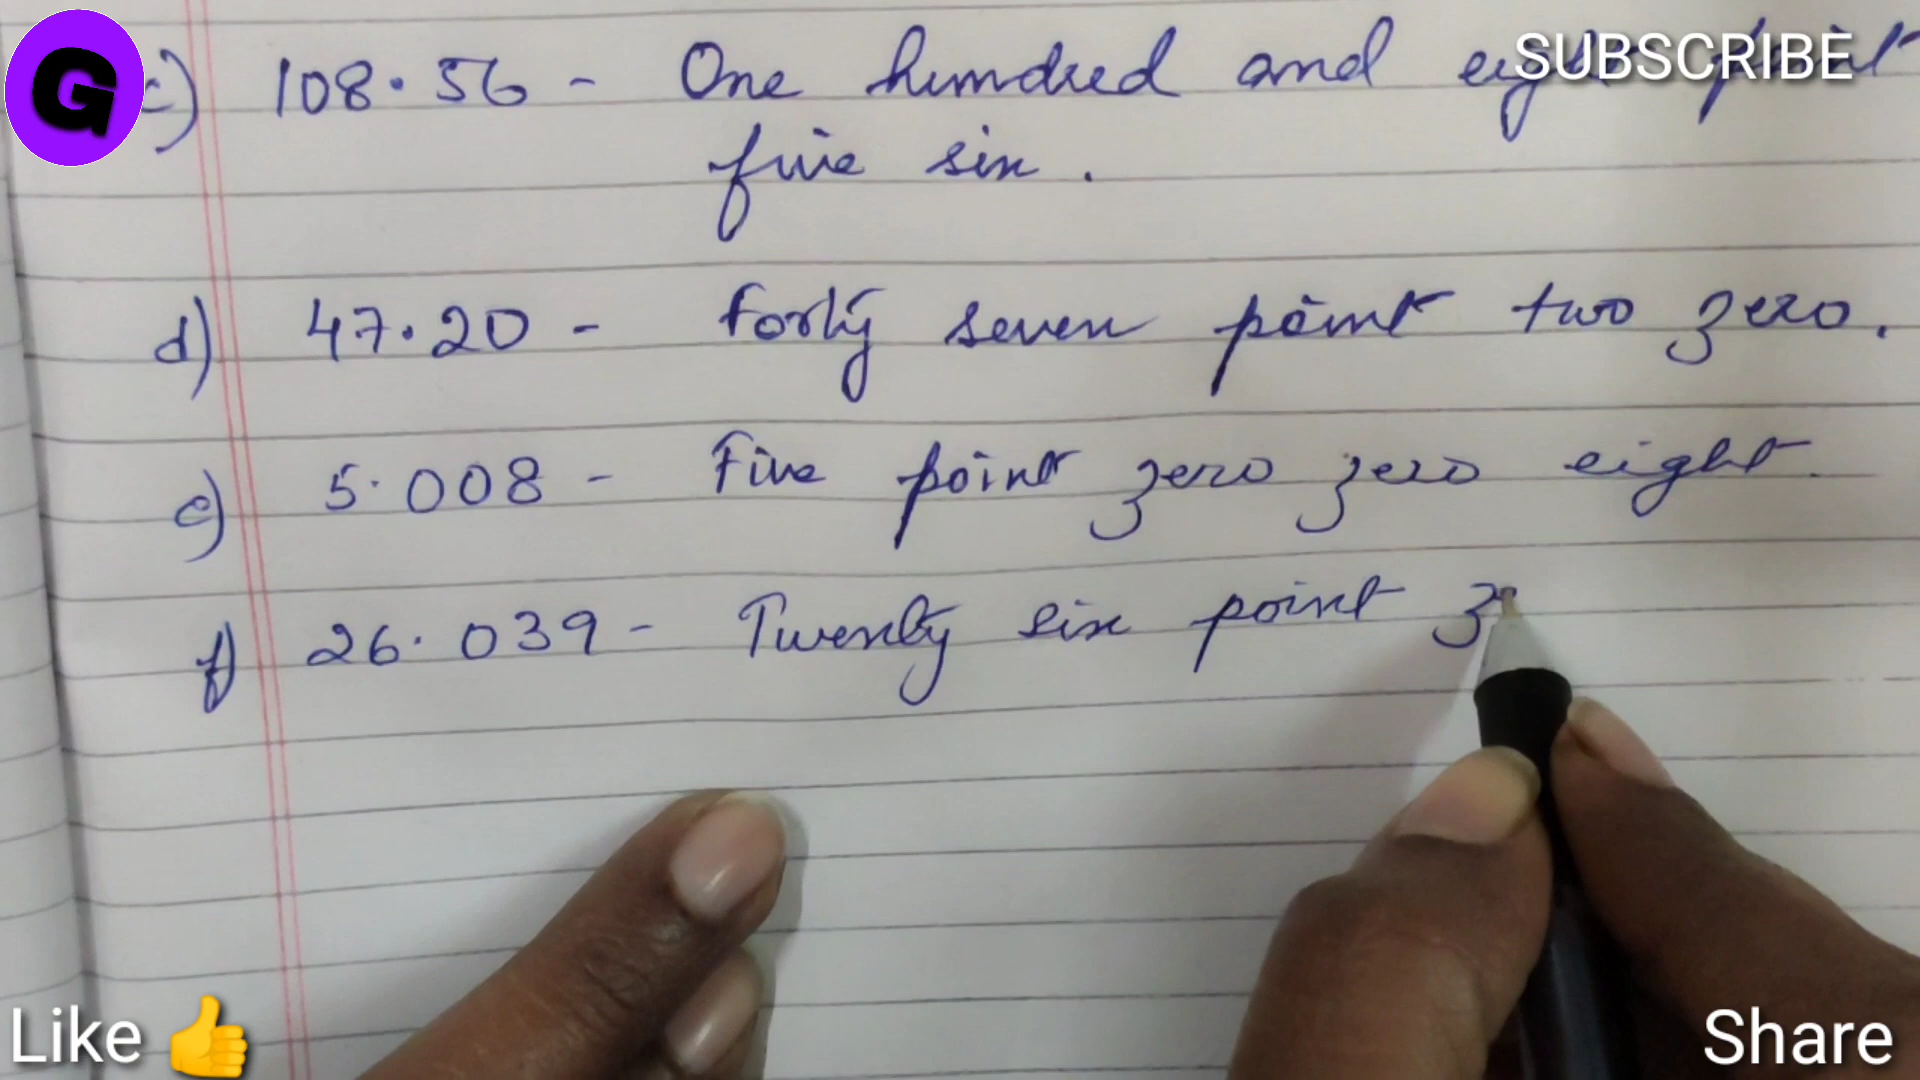 G
SUBSCRIBE
c) 108.56 - One hundred and eight point
five six.
d) 47.20 - Forty seven point two zero.
e) 5.008 - Five point zero zero eight.
f) 26.039 - Twenty six point z
Like 👍
Share